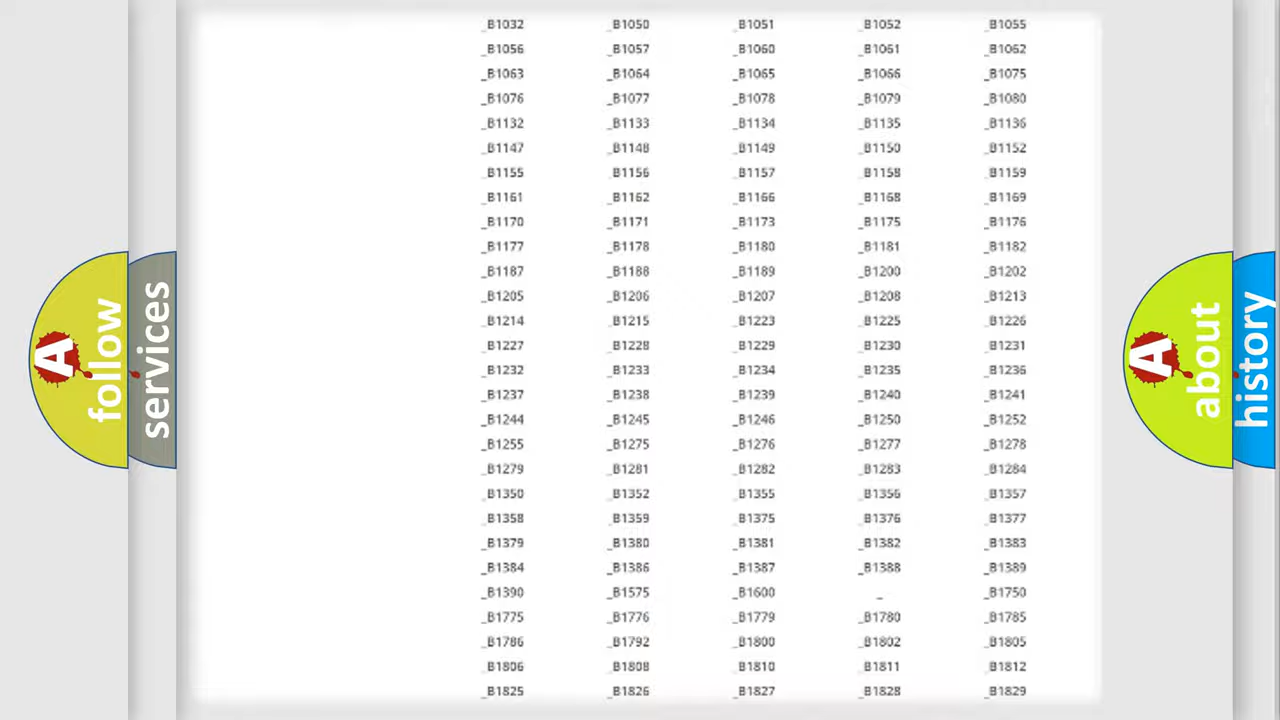 _B1032 _B1050 _B1051 _B1052 _B1055
_B1056 _B1057 _B1060 _B1061 _B1062
_B1063 _B1064 _B1065 _B1066 _B1075
_B1076 _B1077 _B1078 _B1079 _B1080
_B1132 _B1133 _B1134 _B1135 _B1136
_B1147 _B1148 _B1149 _B1150 _B1152
_B1155 _B1156 _B1157 _B1158 _B1159
_B1161 _B1162 _B1166 _B1168 _B1169
_B1170 _B1171 _B1173 _B1175 _B1176
_B1177 _B1178 _B1180 _B1181 _B1182
_B1187 _B1188 _B1189 _B1200 _B1202
_B1205 _B1206 _B1207 _B1208 _B1213
_B1214 _B1215 _B1223 _B1225 _B1226
_B1227 _B1228 _B1229 _B1230 _B1231
_B1232 _B1233 _B1234 _B1235 _B1236
_B1237 _B1238 _B1239 _B1240 _B1241
_B1244 _B1245 _B1246 _B1250 _B1252
_B1255 _B1275 _B1276 _B1277 _B1278
_B1279 _B1281 _B1282 _B1283 _B1284
_B1350 _B1352 _B1355 _B1356 _B1357
_B1358 _B1359 _B1375 _B1376 _B1377
_B1379 _B1380 _B1381 _B1382 _B1383
_B1384 _B1386 _B1387 _B1388 _B1389
_B1390 _B1575 _B1600 _ _B1750
_B1775 _B1776 _B1779 _B1780 _B1785
_B1786 _B1792 _B1800 _B1802 _B1805
_B1806 _B1808 _B1810 _B1811 _B1812
_B1825 _B1826 _B1827 _B1828 _B1829
A
follow
services
A
about
history